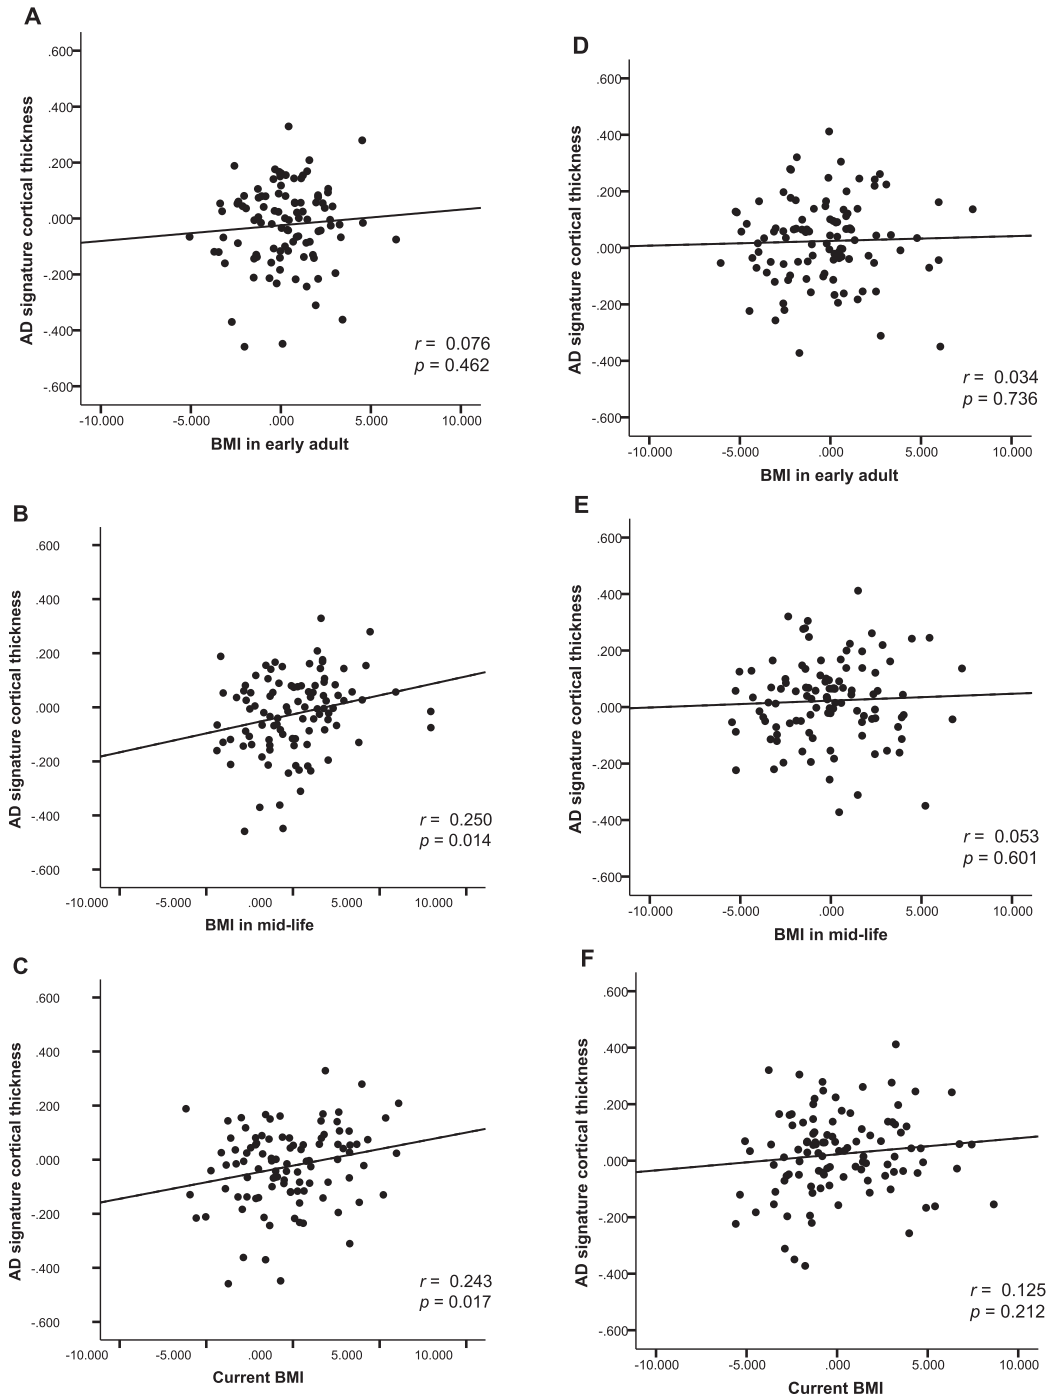 A
AD signature cortical thickness
.600
.400
.200
.000
-.200
-.400
-.600
r = 0.076
p = 0.462
-10.000 -5.000 .000 5.000 10.000
BMI in early adult
D
AD signature cortical thickness
.600
.400
.200
.000
-.200
-.400
-.600
r = 0.034
p = 0.736
-10.000 -5.000 .000 5.000 10.000
BMI in early adult
B
AD signature cortical thickness
.600
.400
.200
.000
-.200
-.400
-.600
r = 0.250
p = 0.014
-10.000 -5.000 .000 5.000 10.000
BMI in mid-life
E
AD signature cortical thickness
.600
.400
.200
.000
-.200
-.400
-.600
r = 0.053
p = 0.601
-10.000 -5.000 .000 5.000 10.000
BMI in mid-life
C
AD signature cortical thickness
.600
.400
.200
.000
-.200
-.400
-.600
r = 0.243
p = 0.017
-10.000 -5.000 .000 5.000 10.000
Current BMI
F
AD signature cortical thickness
.600
.400
.200
.000
-.200
-.400
-.600
r = 0.125
p = 0.212
-10.000 -5.000 .000 5.000 10.000
Current BMI